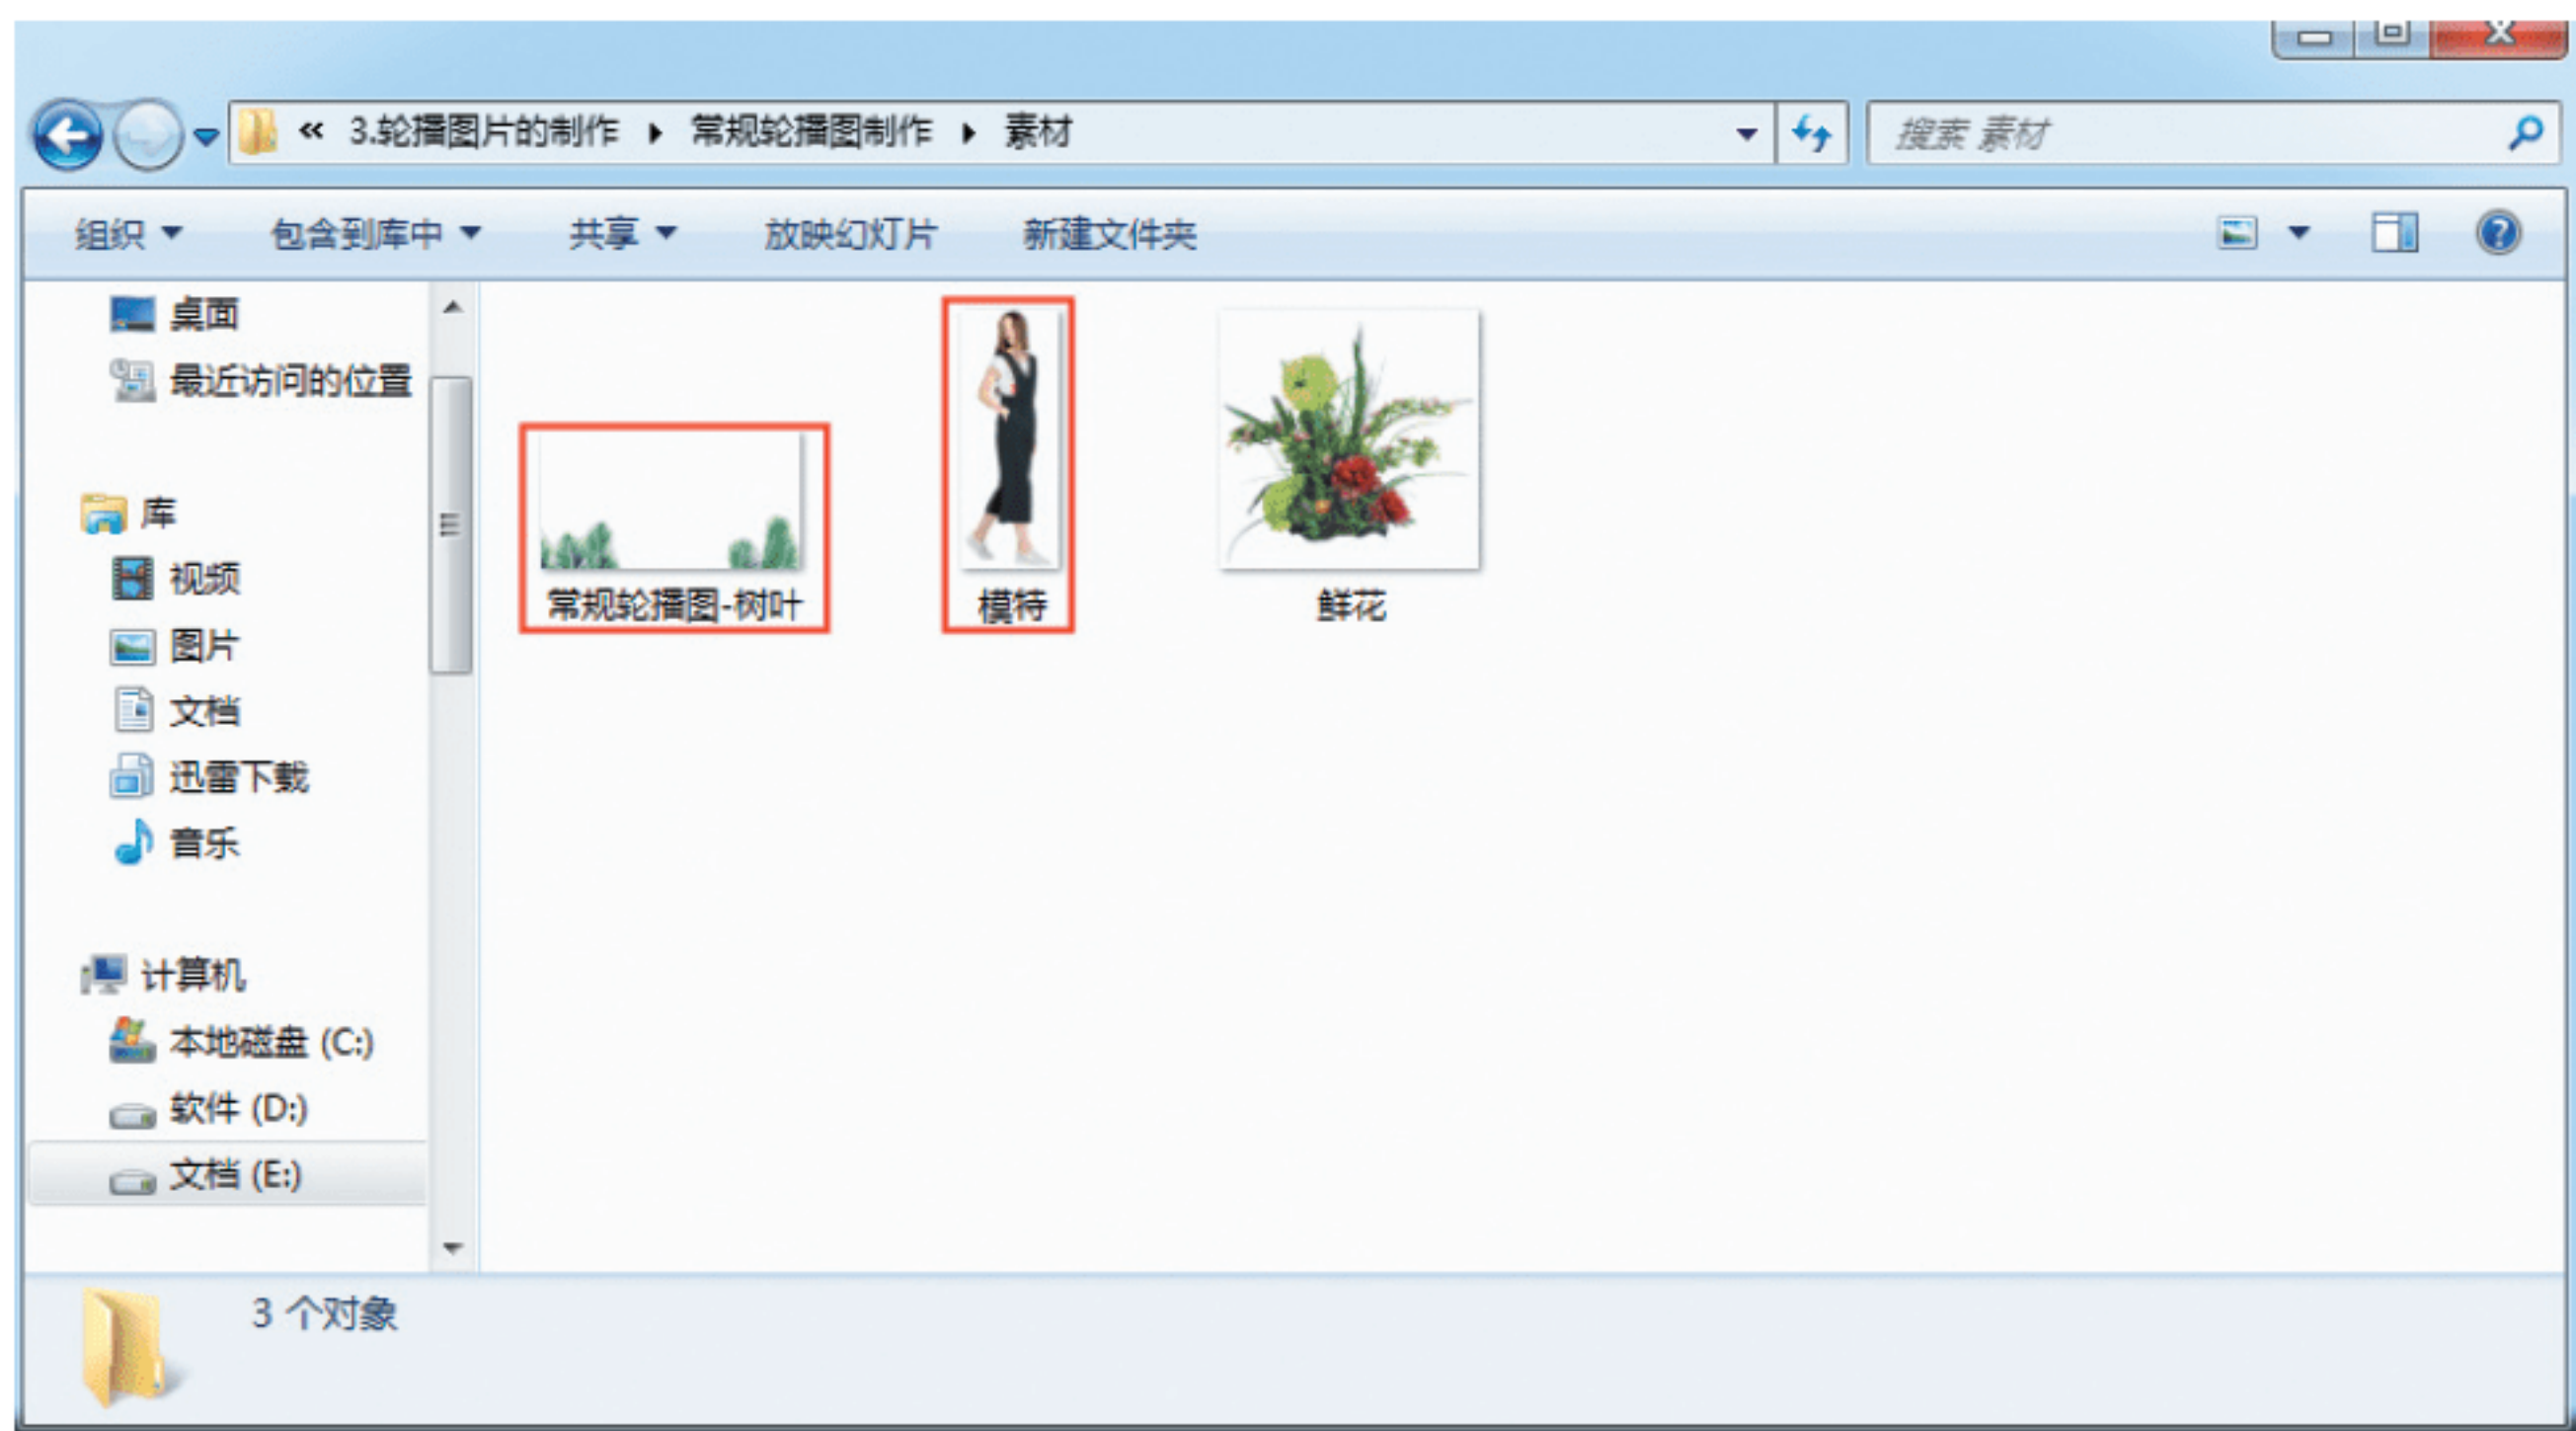 « 3.轮播图片的制作 ▸ 常规轮播图制作 ▸ 素材
搜索 素材
组织 包含到库中 共享 放映幻灯片 新建文件夹
桌面
最近访问的位置
库
视频
图片
文档
迅雷下载
音乐
计算机
本地磁盘 (C:)
软件 (D:)
文档 (E:)
常规轮播图-树叶
模特
鲜花
3 个对象